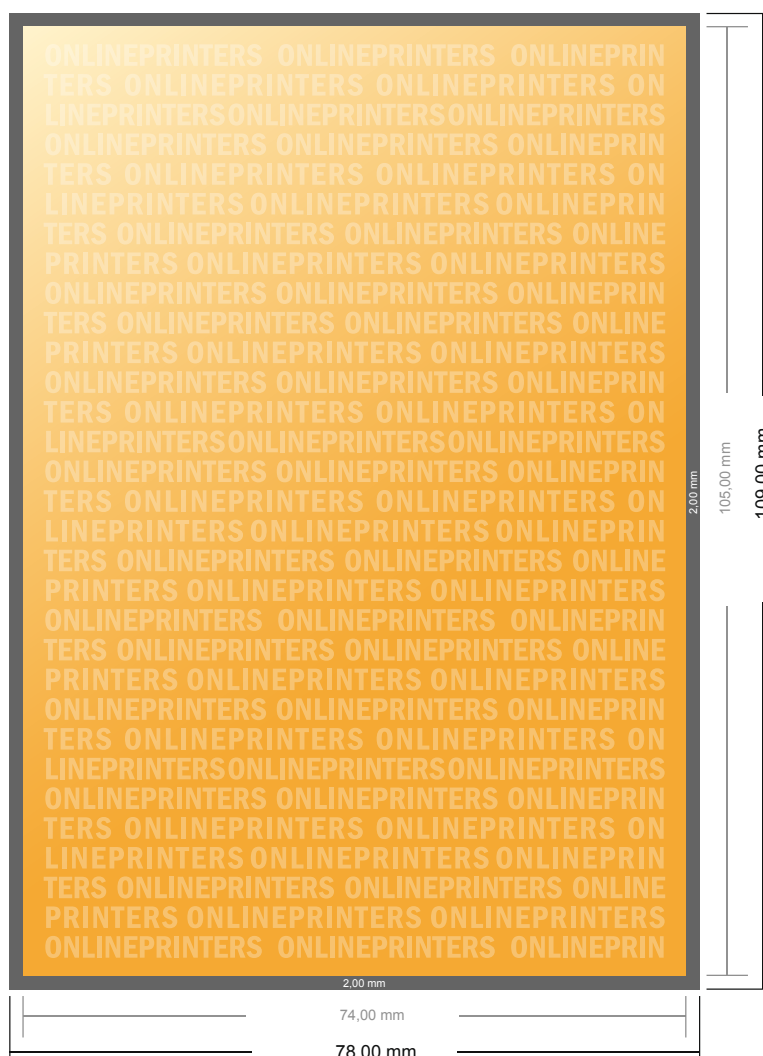 ONLINEPRINTERS ONLINEPRINTERS ONLINEPRIN
TERS ONLINEPRINTERS ONLINEPRINTERS ON
LINEPRINTERSONLINEPRINTERSONLINEPRINTERS
ONLINEPRINTERS ONLINEPRINTERS ONLINEPRIN
TERS ONLINEPRINTERS ONLINEPRINTERS ON
LINEPRINTERS ONLINEPRINTERS ONLINEPRIN
TERS ONLINEPRINTERS ONLINEPRINTERS ONLINE
PRINTERS ONLINEPRINTERS ONLINEPRINTERS
ONLINEPRINTERS ONLINEPRINTERS ONLINEPRIN
TERS ONLINEPRINTERS ONLINEPRINTERS ONLINE
PRINTERS ONLINEPRINTERS ONLINEPRINTERS
ONLINEPRINTERS ONLINEPRINTERS ONLINEPRIN
TERS ONLINEPRINTERS ONLINEPRINTERS ON
LINEPRINTERSONLINEPRINTERSONLINEPRINTERS
ONLINEPRINTERS ONLINEPRINTERS ONLINEPRIN
TERS ONLINEPRINTERS ONLINEPRINTERS ON
LINEPRINTERS ONLINEPRINTERS ONLINEPRIN
TERS ONLINEPRINTERS ONLINEPRINTERS ONLINE
PRINTERS ONLINEPRINTERS ONLINEPRINTERS
ONLINEPRINTERS ONLINEPRINTERS ONLINEPRIN
TERS ONLINEPRINTERS ONLINEPRINTERS ONLINE
PRINTERS ONLINEPRINTERS ONLINEPRINTERS
ONLINEPRINTERS ONLINEPRINTERS ONLINEPRIN
TERS ONLINEPRINTERS ONLINEPRINTERS ON
LINEPRINTERSONLINEPRINTERSONLINEPRINTERS
ONLINEPRINTERS ONLINEPRINTERS ONLINEPRIN
TERS ONLINEPRINTERS ONLINEPRINTERS ON
LINEPRINTERS ONLINEPRINTERS ONLINEPRIN
TERS ONLINEPRINTERS ONLINEPRINTERS ONLINE
PRINTERS ONLINEPRINTERS ONLINEPRINTERS
ONLINEPRINTERS ONLINEPRINTERS ONLINEPRIN
2,00 mm
105,00 mm
109,00 mm
2,00 mm
74,00 mm
78,00 mm